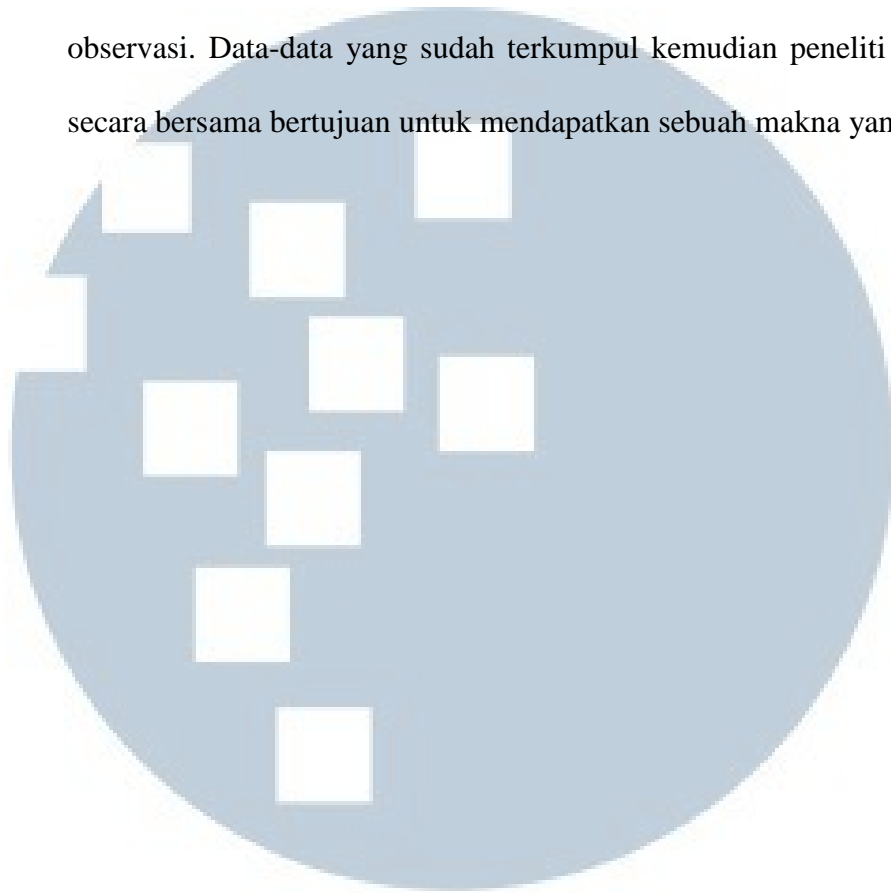 observasi. Data-data yang sudah terkumpul kemudian peneliti
secara bersama bertujuan untuk mendapatkan sebuah makna yan